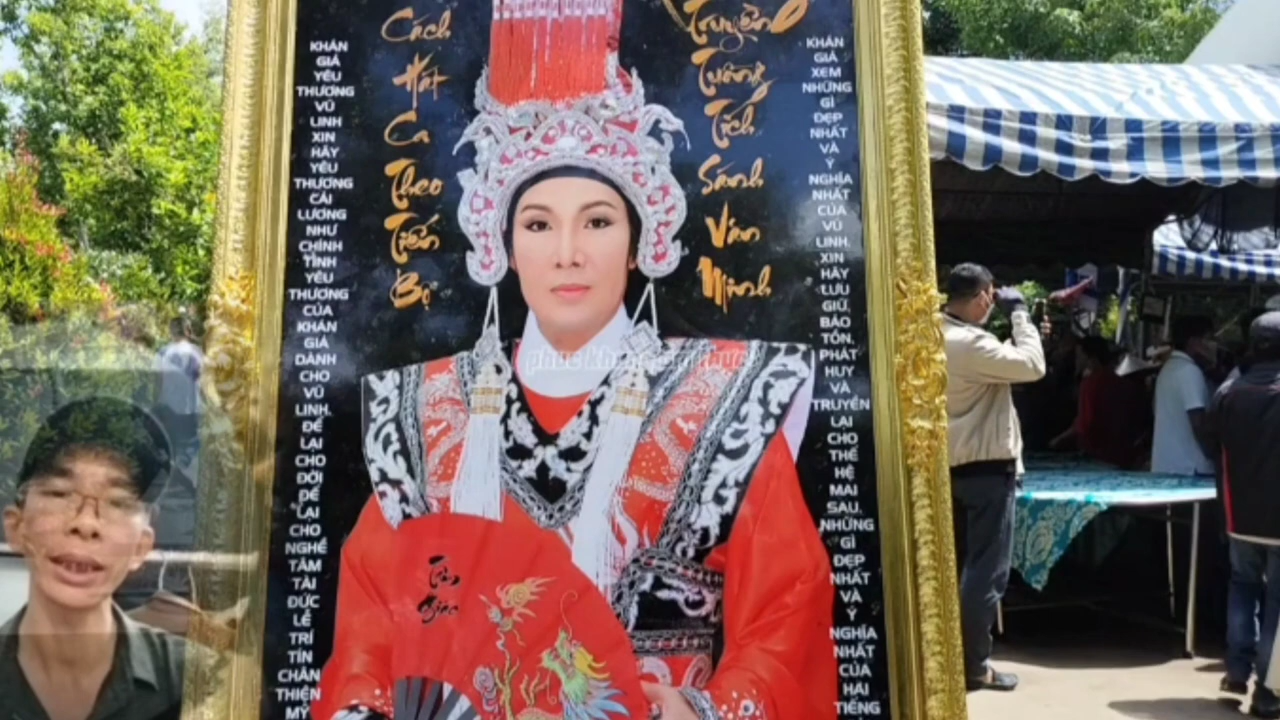 KHÁN
GIẢ
YÊU
THƯƠNG
VŨ
LINH
XIN
HÃY
YÊU
THƯƠNG
CẢI
LƯƠNG
NHƯ
CHÍNH
TÌNH
YÊU
THƯƠNG
CỦA
KHÁN
GIẢ
DÀNH
CHO
VŨ
LINH.
ĐỂ
LẠI
CHO
ĐỜI
ĐỂ
LẠI
CHO
NGHỀ
TÂM
TÀI
ĐỨC
LỄ
TRÍ
TÍN
CHÂN
THIỆN
MỸ
Cách
Hát
Ca
Theo
Tiến
Bộ
Truyền
Tuồng
Tích
Sánh
Văn
Minh
KHÁN
GIẢ
XEM
NHỮNG
GÌ
ĐẸP
NHẤT
VÀ
Ý
NGHĨA
NHẤT
CỦA
VŨ
LINH.
XIN
HÃY
LƯU
GIỮ,
BẢO
TỒN,
PHÁT
HUY
VÀ
TRUYỀN
LẠI
CHO
THẾ
HỆ
MAI
SAU.
NHỮNG
GÌ
ĐẸP
NHẤT
VÀ
Ý
NGHĨA
NHẤT
CỦA
HAI
TIẾNG